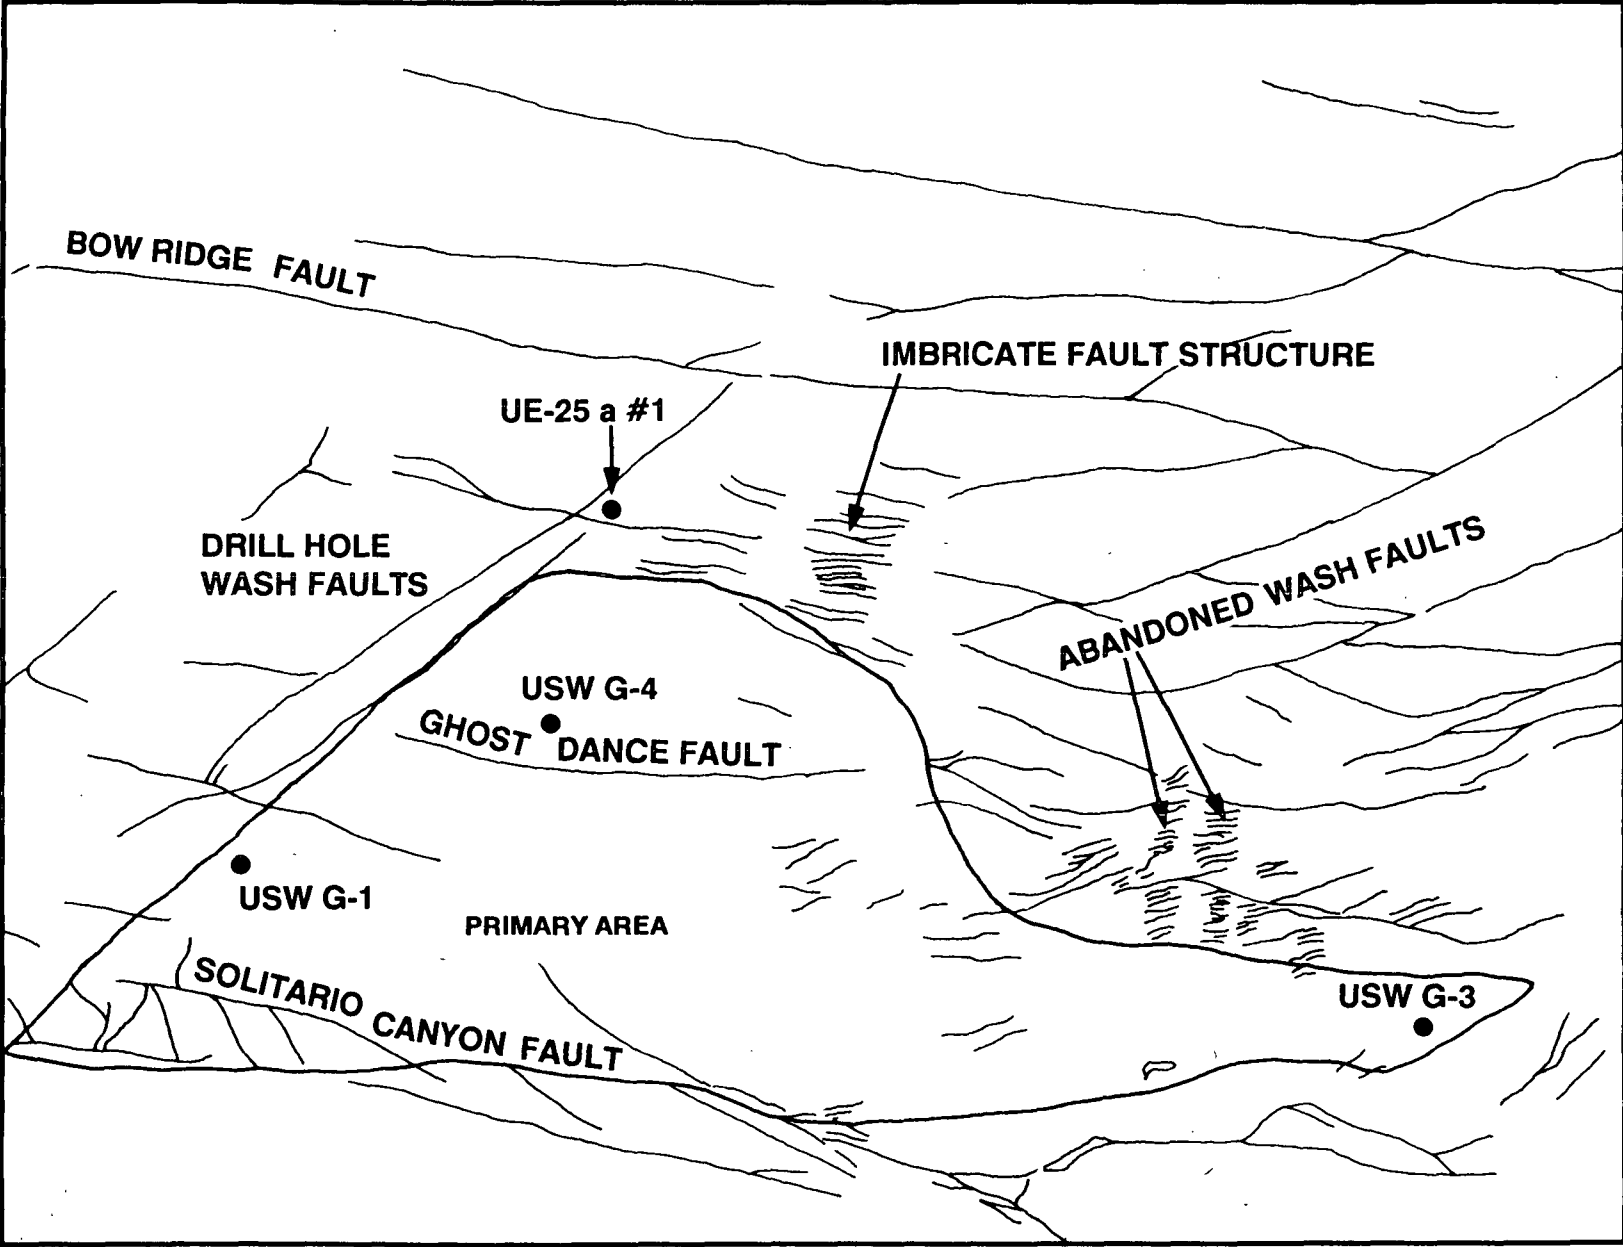 BOW RIDGE FAULT
IMBRICATE FAULT STRUCTURE
UE-25 a #1
DRILL HOLE
WASH FAULTS
ABANDONED WASH FAULTS
USW G-4
GHOST DANCE FAULT
USW G-1
PRIMARY AREA
SOLITARIO CANYON FAULT
USW G-3